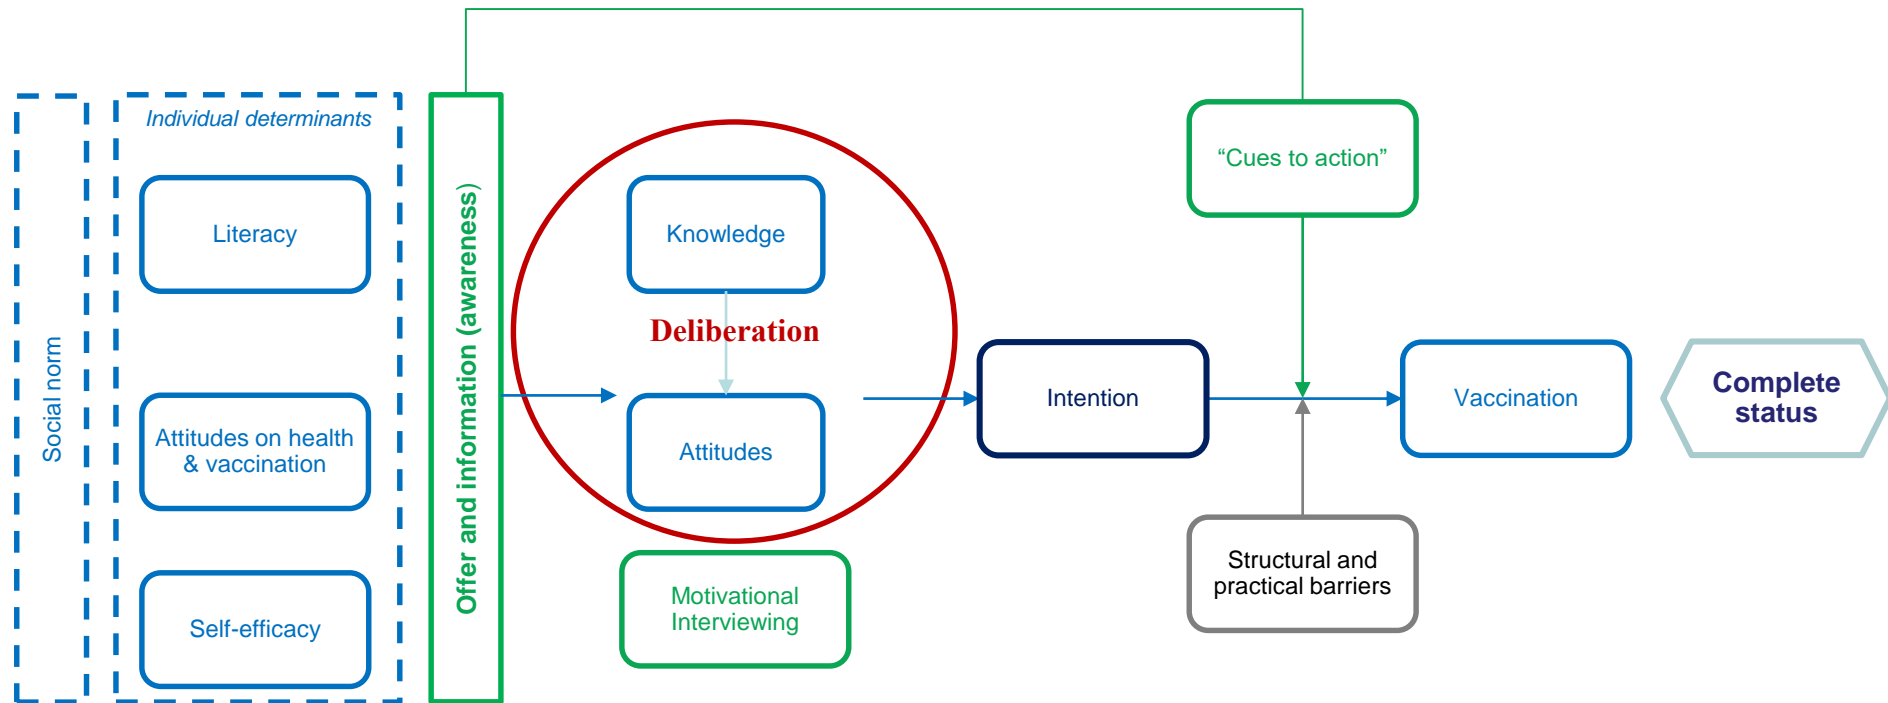 Social norm
Individual determinants
Literacy
Attitudes on health
& vaccination
Self-efficacy
Offer and information (awareness)
Knowledge
Deliberation
Attitudes
Motivational
Interviewing
Intention
“Cues to action”
Structural and
practical barriers
Vaccination
Complete
status